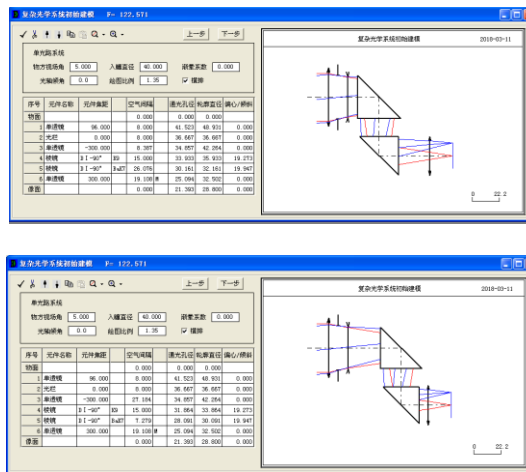 复杂光学系统初始建模 F= 122.571
上一步 下一步
单光路系统
物方视场角 5.000 入瞳直径 40.000 渐晕系数 0.000
光轴倾角 0.0 绘图比例 1.35 横排
序号 元件名称 元件焦距 空气间隔 通光孔径 轮廓直径 偏心/倾斜
物面 0.000 0.000 0.000
1 单透镜 96.000 8.000 41.523 48.931 0.000
2 光栏 0.000 8.000 36.667 36.667 0.000
3 单透镜 -300.000 8.387 34.857 42.264 0.000
4 棱镜 D I -90° K9 15.000 33.933 35.933 19.273
5 棱镜 D I -90° BaK7 26.076 30.161 32.161 19.947
6 单透镜 300.000 19.108 M 25.094 32.502 0.000
像面 0.000 21.393 28.800 0.000
复杂光学系统初始建模 2018-03-11
0 22.2
复杂光学系统初始建模 F= 122.571
上一步 下一步
单光路系统
物方视场角 5.000 入瞳直径 40.000 渐晕系数 0.000
光轴倾角 0.0 绘图比例 1.35 横排
序号 元件名称 元件焦距 空气间隔 通光孔径 轮廓直径 偏心/倾斜
物面 0.000 0.000 0.000
1 单透镜 96.000 8.000 41.523 48.931 0.000
2 光栏 0.000 8.000 36.667 36.667 0.000
3 单透镜 -300.000 27.184 34.857 42.264 0.000
4 棱镜 D I -90° K9 15.000 31.864 33.864 19.273
5 棱镜 D I -90° BaK7 7.279 28.091 30.091 19.947
6 单透镜 300.000 19.108 M 25.094 32.502 0.000
像面 0.000 21.393 28.800 0.000
复杂光学系统初始建模 2018-03-11
0 22.2